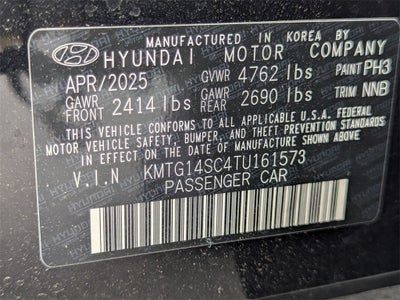 MANUFACTURED IN KOREA BY
HYUNDAI MOTOR COMPANY
APR/2025 GVWR 4762 lbs PAINT PH3
GAWR FRONT 2414 lbs GAWR REAR 2690 lbs TRIM NNB
THIS VEHICLE CONFORMS TO ALL APPLICABLE U.S.A FEDERAL
MOTOR VEHICLE SAFETY, BUMPER, AND THEFT PREVENTION STANDARDS
IN EFFECT ON THE DATE OF MANUFACTURE SHOWN ABOVE.
V.I.N KMTG14SC4TU161573
PASSENGER CAR